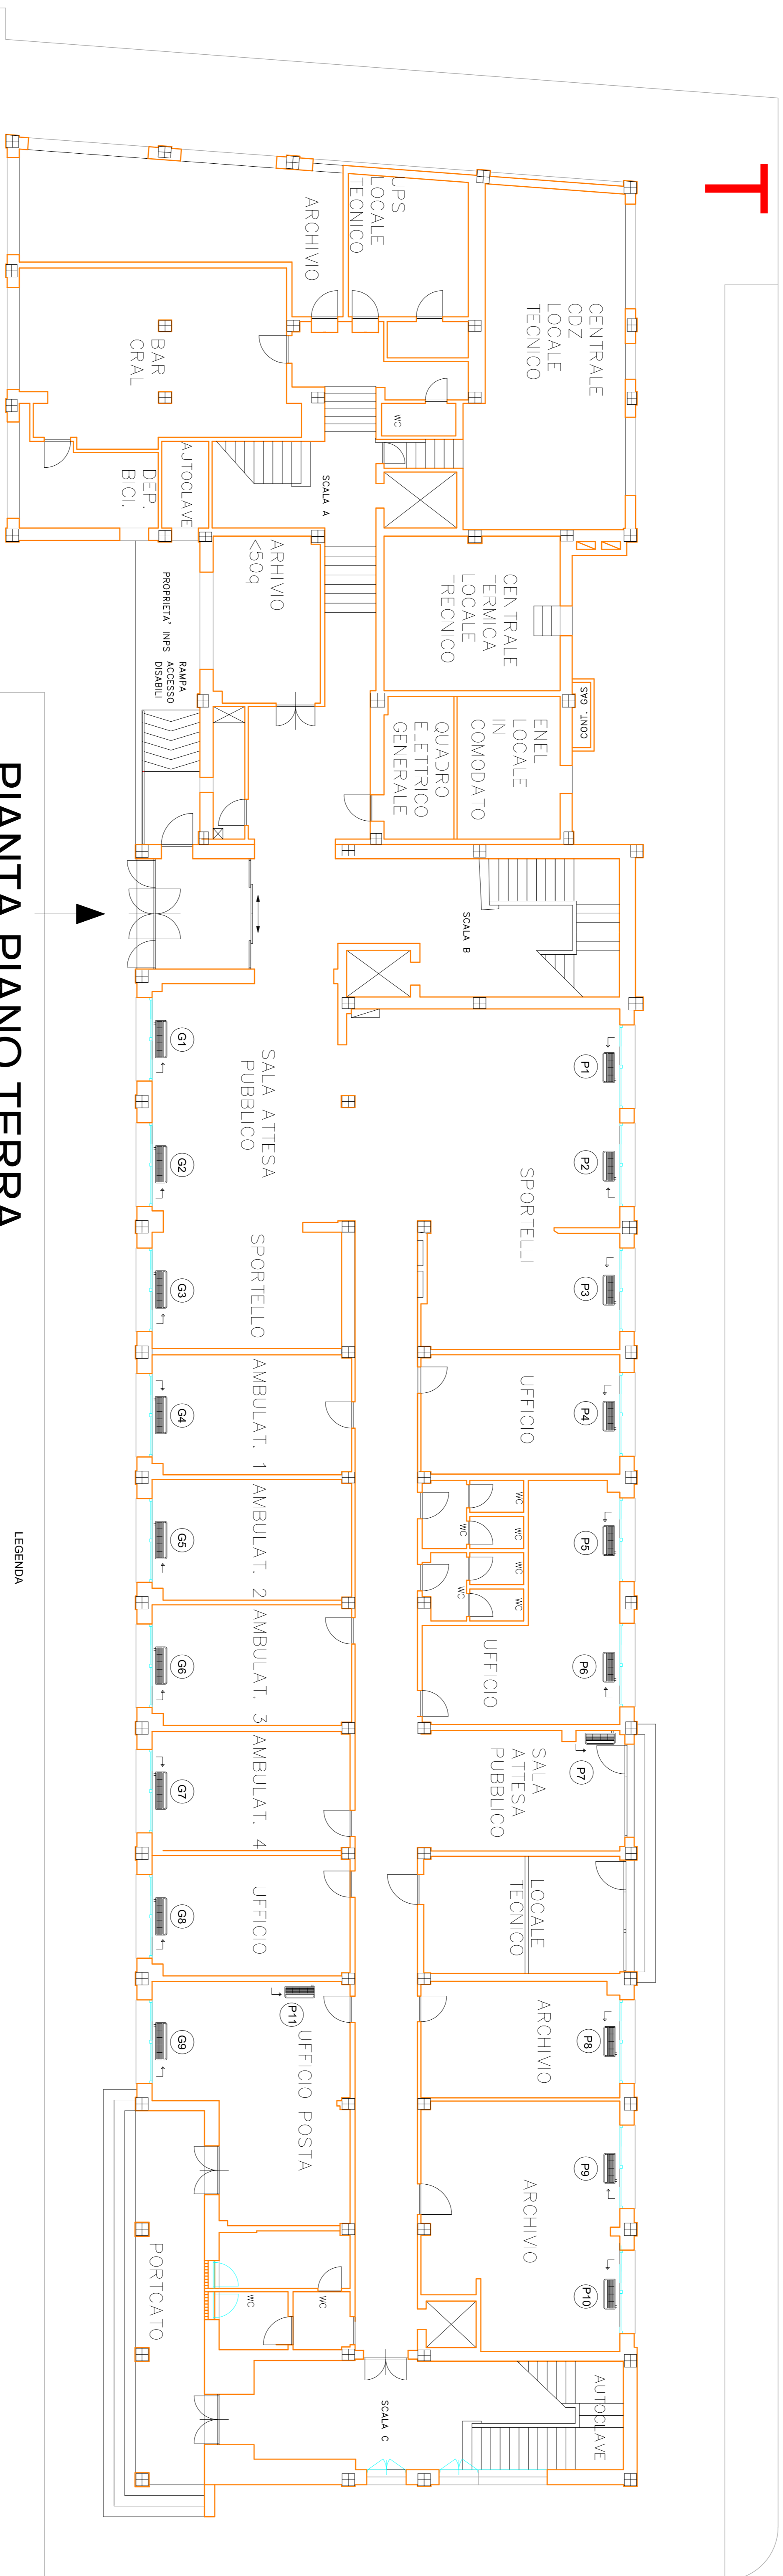 T
UPS
LOCALE
TECNICO
ARCHIVIO
CENTRALE
CDZ
LOCALE
TECNICO
BAR
CRAL
WC
AUTOCLAVE
DEP.
BICI.
SCALA A
ARHIVIO
<50q
CENTRALE
TERMICA
LOCALE
TRECNICO
PROPRIETA' INPS
RAMPA
ACCESSO
DISABILI
GAS. CONT
ENEL
LOCALE
IN
COMODATO
QUADRO
ELETTRICO
GENERALE
SCALA B
PIANTA PIANO TERRA
G1
P1
SALA ATTESA
PUBBLICO
G2
P2
SPORTELLI
SPORTELLO
G3
P3
AMBULAT. 1
G4
UFFICIO
P4
AMBULAT. 2
G5
WC
WC
WC
WC
WC
WC
P5
LEGENDA
AMBULAT. 3
G6
UFFICIO
P6
AMBULAT. 4
G7
SALA
ATTESA
PUBBLICO
P7
UFFICIO
G8
LOCALE
TECNICO
P11
G9
UFFICIO POSTA
ARCHIVIO
P8
ARCHIVIO
P9
P10
PORTCATO
WC
WC
SCALA C
AUTOCLAVE